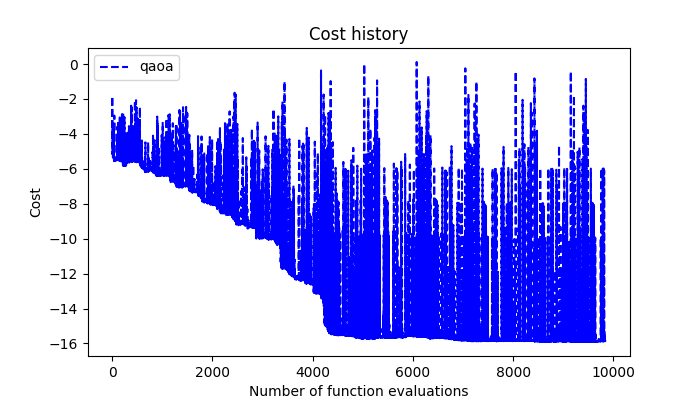 Cost history
qaoa
0
−2
−4
−6
−8
−10
−12
−14
−16
Cost
0 2000 4000 6000 8000 10000
Number of function evaluations